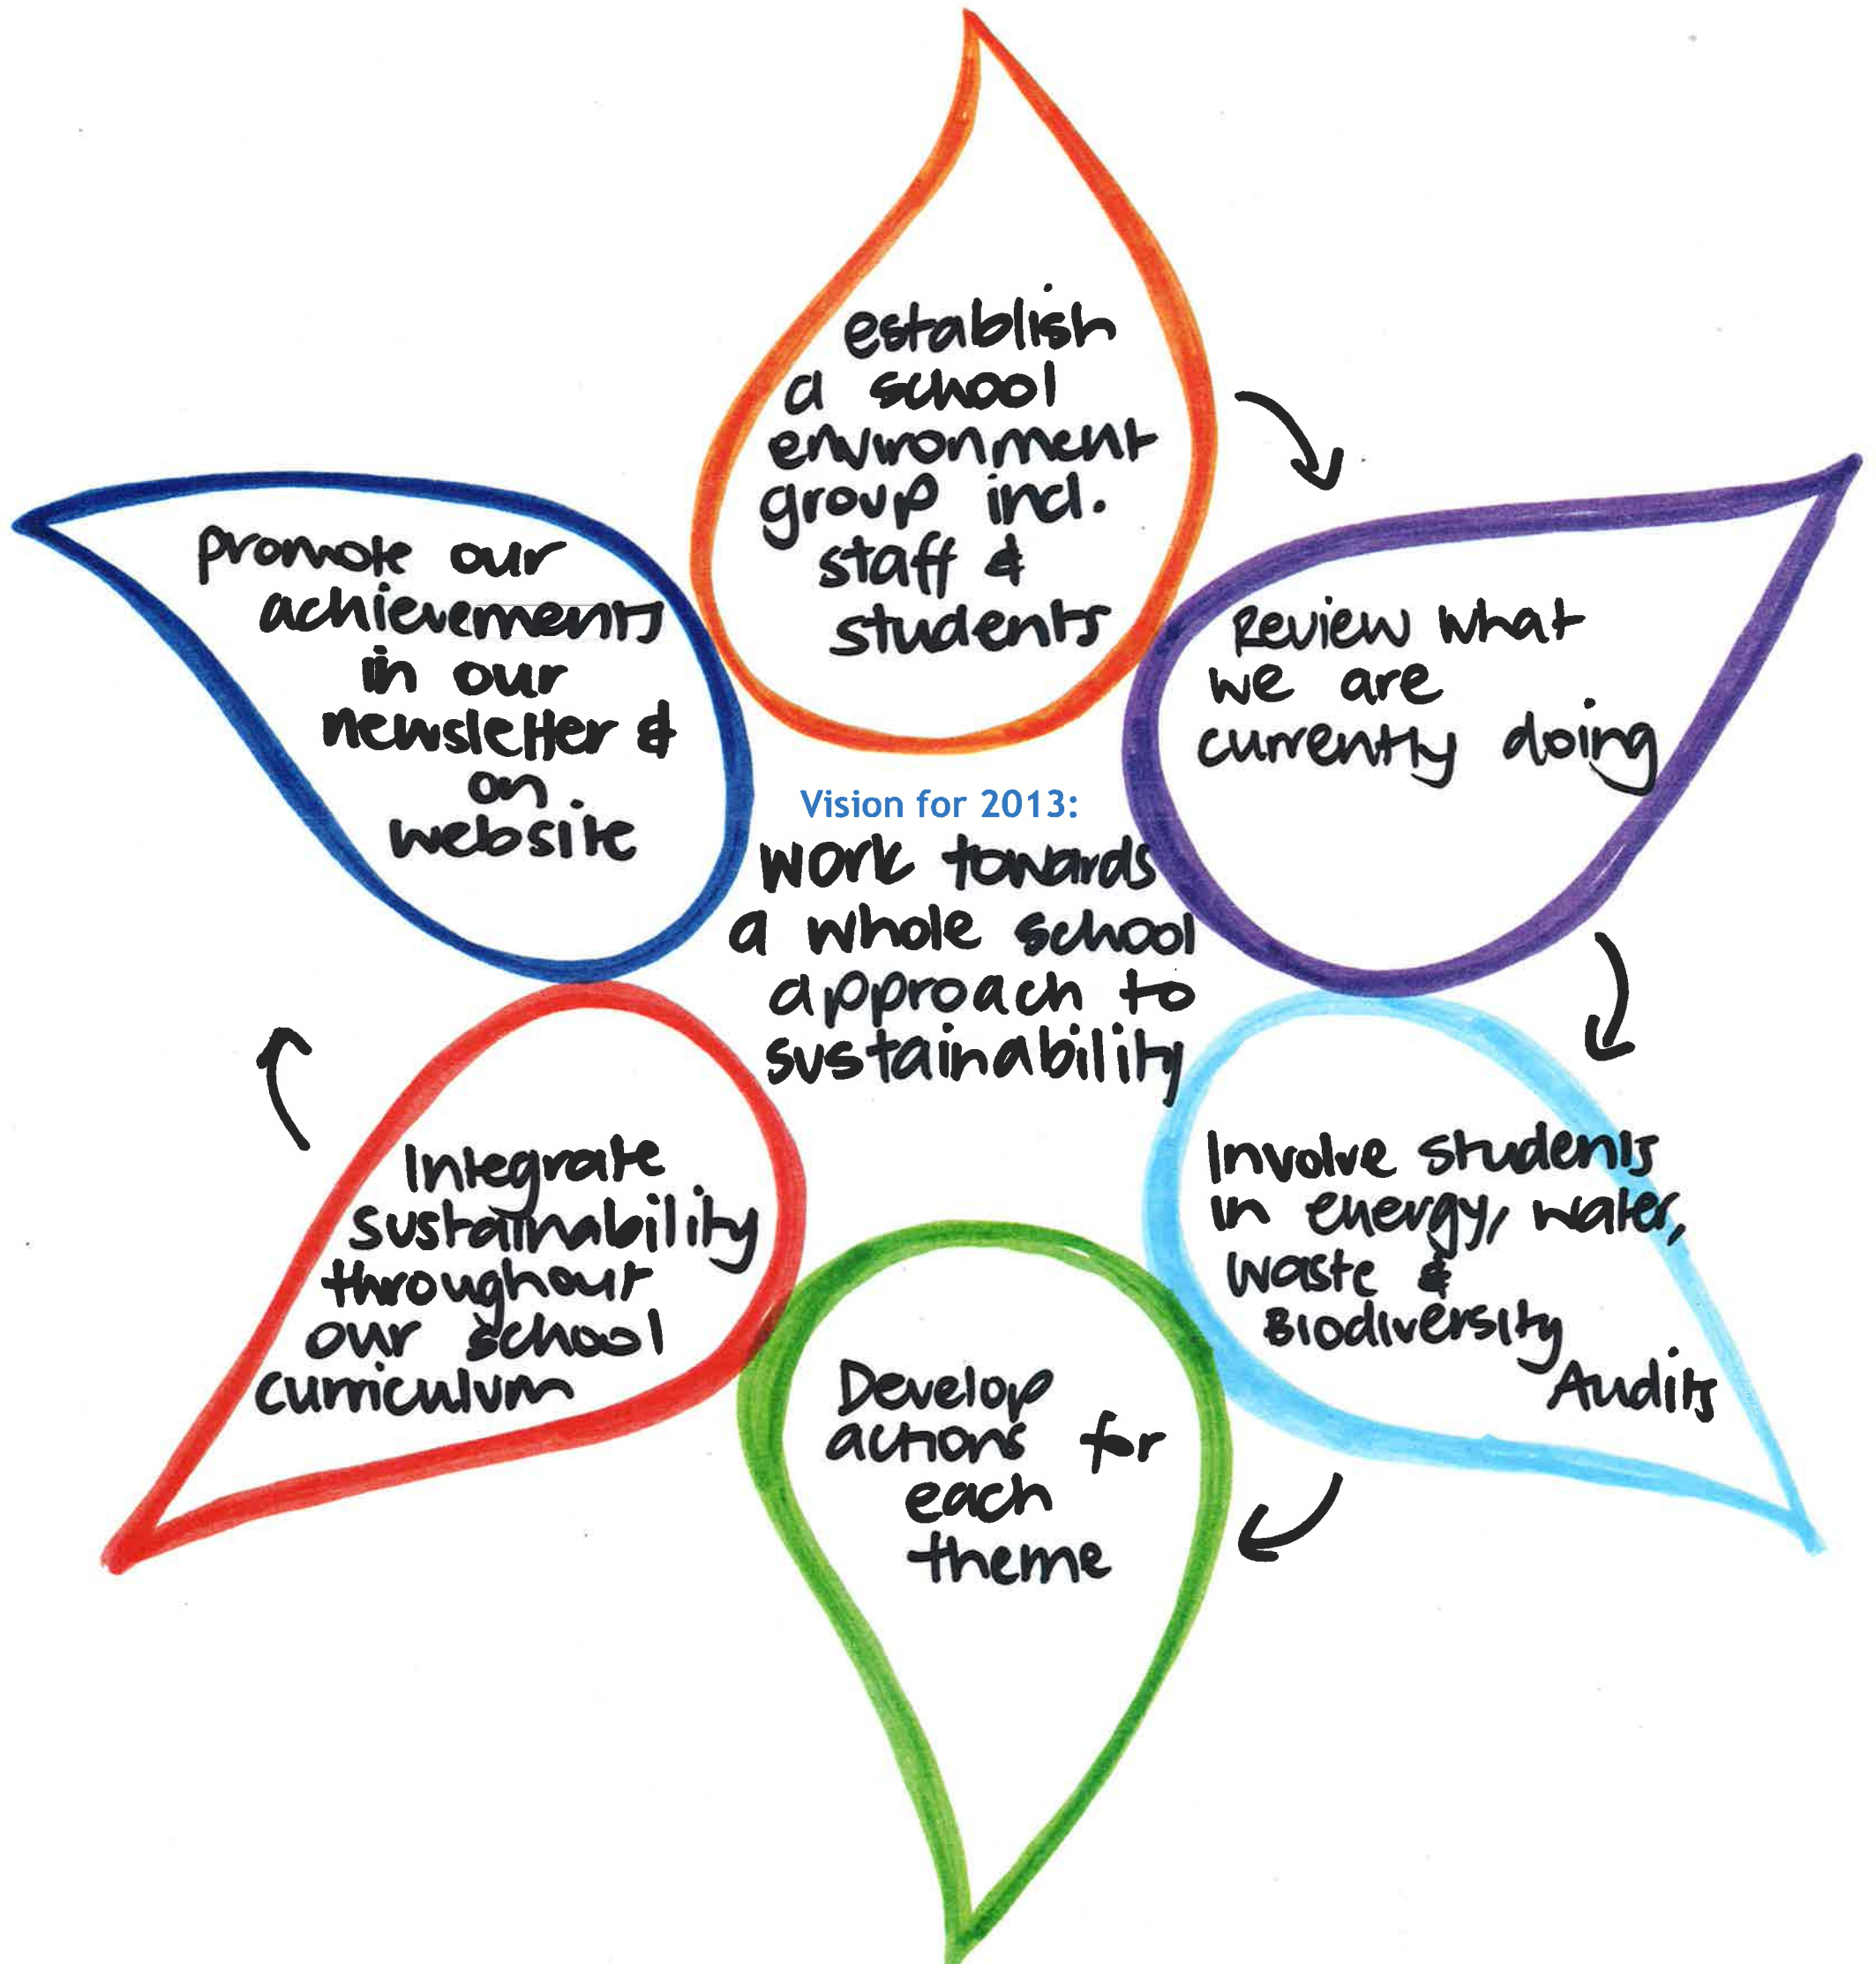 establish
a school
environment
group incl.
staff &
students
Review what
we are
currently doing
Involve students
in energy, water,
waste &
Biodiversity
Audits
Develop
actions for
each
theme
Integrate
sustainability
throughout
our school
curriculum
promote our
achievements
in our
newsletter &
on
website
Vision for 2013:
work towards
a whole school
approach to
sustainability